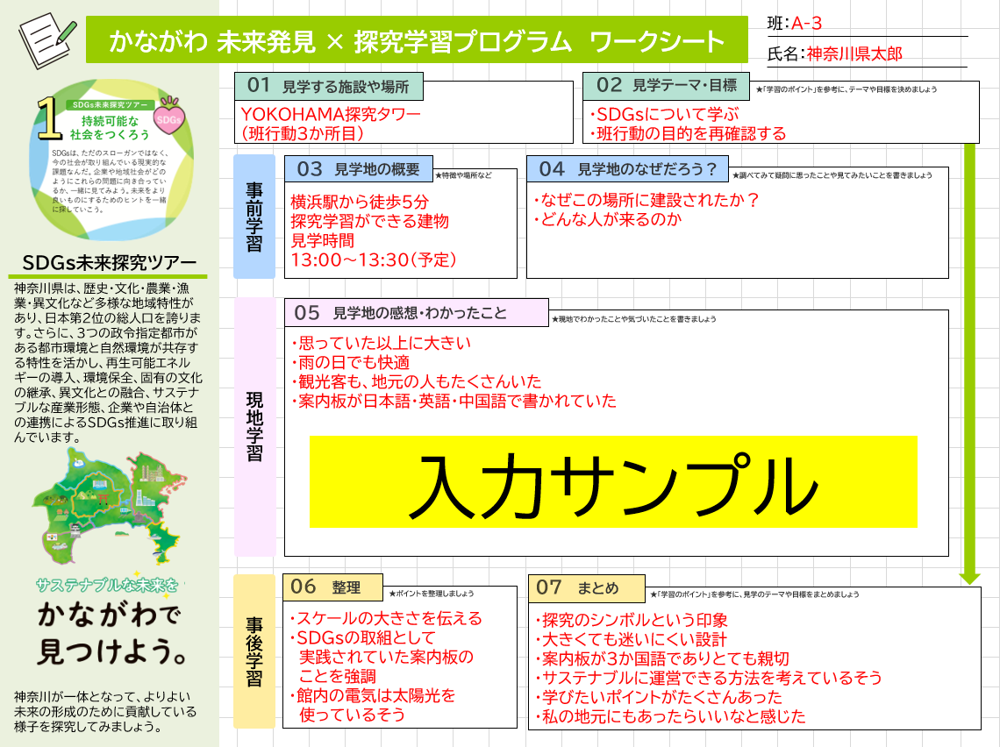 かながわ 未来発見 × 探究学習プログラム ワークシート
班：A-3
氏名：神奈川県太郎
SDGs未来探究ツアー
1
持続可能な
社会をつくろう
SDGs
SDGsは、ただのスローガンではなく、
今の社会が取り組んでいる現実的な
課題なんだ。企業や地域社会がど
のようにこれらの問題に向き合ってい
るか、一緒に見てみよう。未来をより
良いものにするためのヒントを一緒
に探していこう。
SDGs未来探究ツアー
神奈川県は、歴史・文化・農業・漁
業・異文化など多様な地域特性が
あり、日本第2位の総人口を誇りま
す。さらに、3つの政令指定都市が
ある都市環境と自然環境が共存す
る特性を活かし、再生可能エネル
ギーの導入、環境保全、固有の文化
の継承、異文化との融合、サステナ
ブルな産業形態、企業や自治体と
の連携によるSDGs推進に取り組
んでいます。
サステナブルな未来を
かながわで
見つけよう。
神奈川が一体となって、よりよい
未来の形成のために貢献している
様子を探究してみましょう。
01 見学する施設や場所
YOKOHAMA探究タワー
（班行動3か所目）
02 見学テーマ・目標
★「学習のポイント」を参考に、テーマや目標を決めましょう
・SDGsについて学ぶ
・班行動の目的を再確認する
事前学習
03 見学地の概要
★特徴や場所など
横浜駅から徒歩5分
探究学習ができる建物
見学時間
13:00～13:30（予定）
04 見学地のなぜだろう？
★調べてみて疑問に思ったことや見てみたいことを書きましょう
・なぜこの場所に建設されたか？
・どんな人が来るのか
現地学習
05 見学地の感想・わかったこと
★現地でわかったことや気づいたことを書きましょう
・思っていた以上に大きい
・雨の日でも快適
・観光客も、地元の人もたくさんいた
・案内板が日本語・英語・中国語で書かれていた
入力サンプル
事後学習
06 整理
★ポイントを整理しましょう
・スケールの大きさを伝える
・SDGsの取組として
実践されていた案内板の
ことを強調
・館内の電気は太陽光を
使っているそう
07 まとめ
★「学習のポイント」を参考に、見学のテーマや目標をまとめましょう
・探究のシンボルという印象
・大きくても迷いにくい設計
・案内板が3か国語でありとても親切
・サステナブルに運営できる方法を考えているそう
・学びたいポイントがたくさんあった
・私の地元にもあったらいいなと感じた